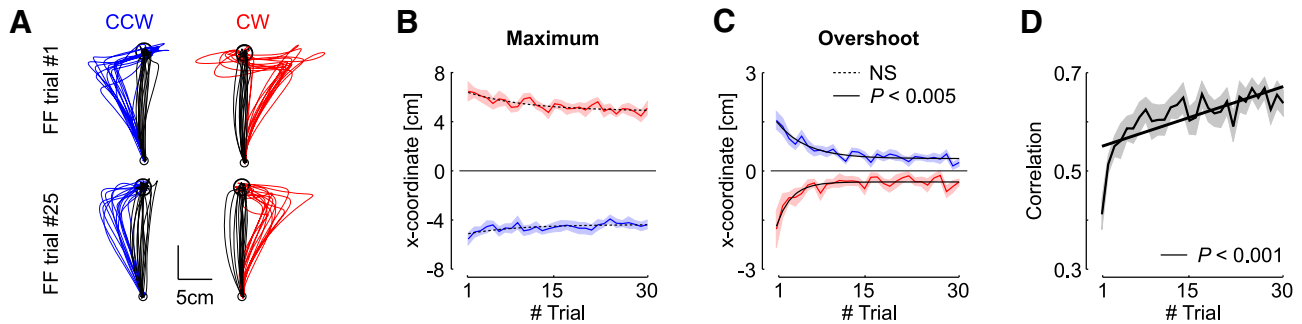 A
CCW
CW
FF trial #1
FF trial #25
5cm
B
Maximum
x-coordinate [cm]
8
4
0
-4
-8
1
15
30
# Trial
C
Overshoot
NS
P < 0.005
x-coordinate [cm]
3
0
-3
1
15
30
# Trial
D
Correlation
0.7
0.5
0.3
P < 0.001
1
15
30
# Trial